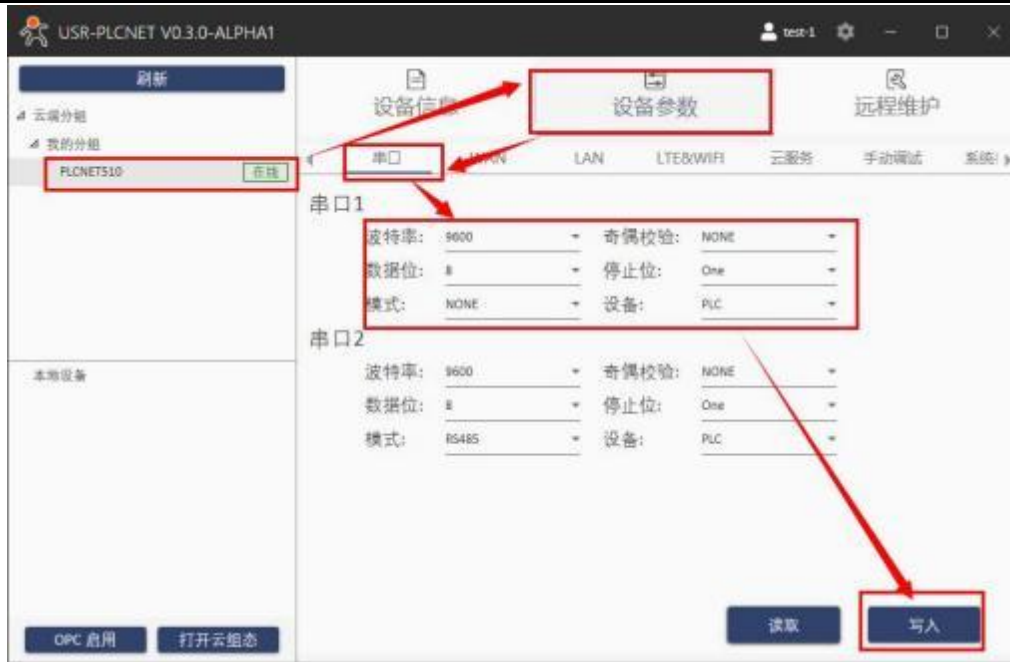 USR-PLCNET V0.3.0-ALPHA1
test-1
刷新
云端分组
我的分组
PLCNET510
在线
本地设备
OPC 启用
打开云组态
设备信息
设备参数
远程维护
串口
WAN
LAN
LTE&WIFI
云服务
手动调试
串口1
波特率: 9600 奇偶校验: NONE
数据位: 8 停止位: One
模式: NONE 设备: PLC
串口2
波特率: 9600 奇偶校验: NONE
数据位: 8 停止位: One
模式: RS485 设备: PLC
读取
写入